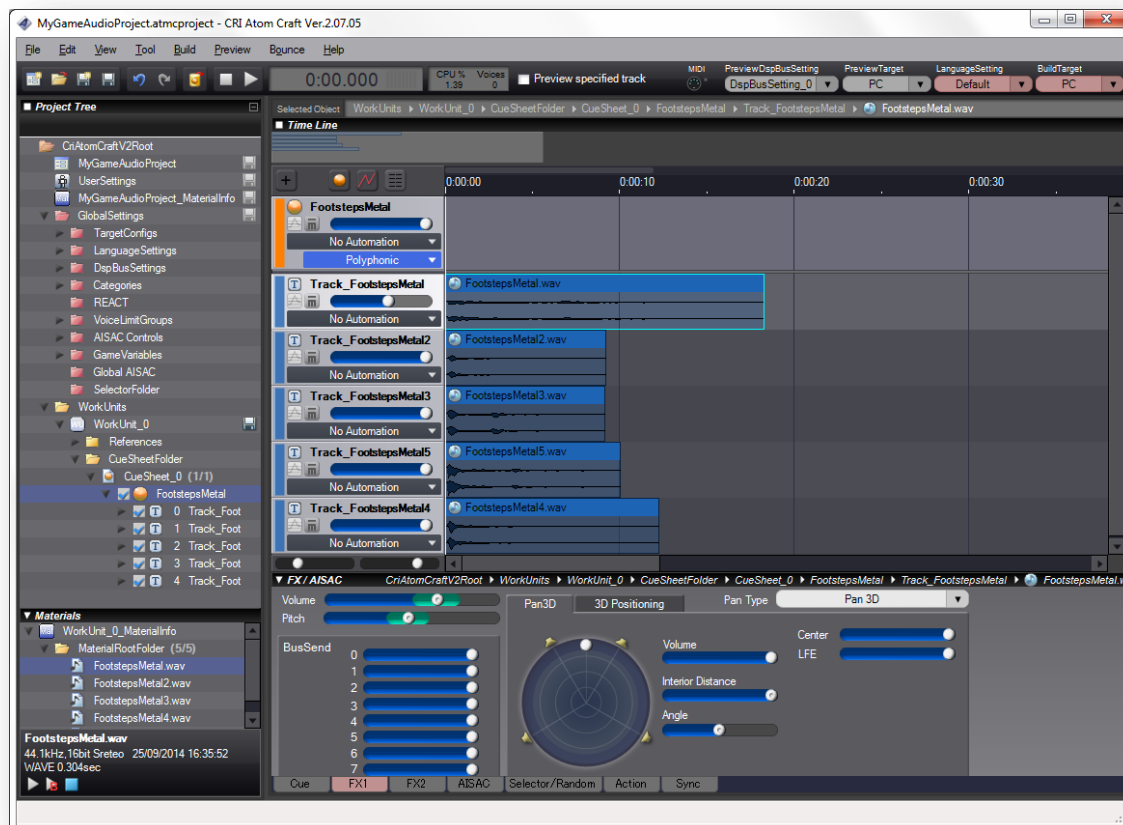 MyGameAudioProject.atmcproject - CRI Atom Craft Ver.2.07.05
File Edit View Tool Build Preview Bounce Help
0:00.000
CPU % Voices
1.39 0
Preview specified track
MIDI
PreviewDspBusSetting PreviewTarget LanguageSetting BuildTarget
DspBusSetting_0 PC Default PC
Project Tree
CriAtomCraftV2Root
MyGameAudioProject
UserSettings
MyGameAudioProject_MaterialInfo
GlobalSettings
TargetConfigs
LanguageSettings
DspBusSettings
Categories
REACT
VoiceLimitGroups
AISAC Controls
GameVariables
Global AISAC
SelectorFolder
WorkUnits
WorkUnit_0
References
CueSheetFolder
CueSheet_0 (1/1)
FootstepsMetal
0 Track_Foot
1 Track_Foot
2 Track_Foot
3 Track_Foot
4 Track_Foot
Materials
WorkUnit_0_MaterialInfo
MaterialRootFolder (5/5)
FootstepsMetal.wav
FootstepsMetal2.wav
FootstepsMetal3.wav
FootstepsMetal4.wav
FootstepsMetal.wav
44.1kHz,16bit Sreteo 25/09/2014 16:35:52
WAVE 0.304sec
Selected Object WorkUnits WorkUnit_0 CueSheetFolder CueSheet_0 FootstepsMetal Track_FootstepsMetal FootstepsMetal.wav
Time Line
0:00:00 0:00:10 0:00:20 0:00:30
FootstepsMetal
No Automation
Polyphonic
Track_FootstepsMetal
No Automation
FootstepsMetal.wav
Track_FootstepsMetal2
No Automation
FootstepsMetal2.wav
Track_FootstepsMetal3
No Automation
FootstepsMetal3.wav
Track_FootstepsMetal5
No Automation
FootstepsMetal5.wav
Track_FootstepsMetal4
No Automation
FootstepsMetal4.wav
FX / AISAC CriAtomCraftV2Root WorkUnits WorkUnit_0 CueSheetFolder CueSheet_0 FootstepsMetal Track_FootstepsMetal FootstepsMetal.w
Volume
Pitch
BusSend
0
1
2
3
4
5
6
7
Pan3D 3D Positioning
Pan Type Pan 3D
Volume
Interior Distance
Angle
Center
LFE
Cue FX1 FX2 AISAC Selector/Random Action Sync